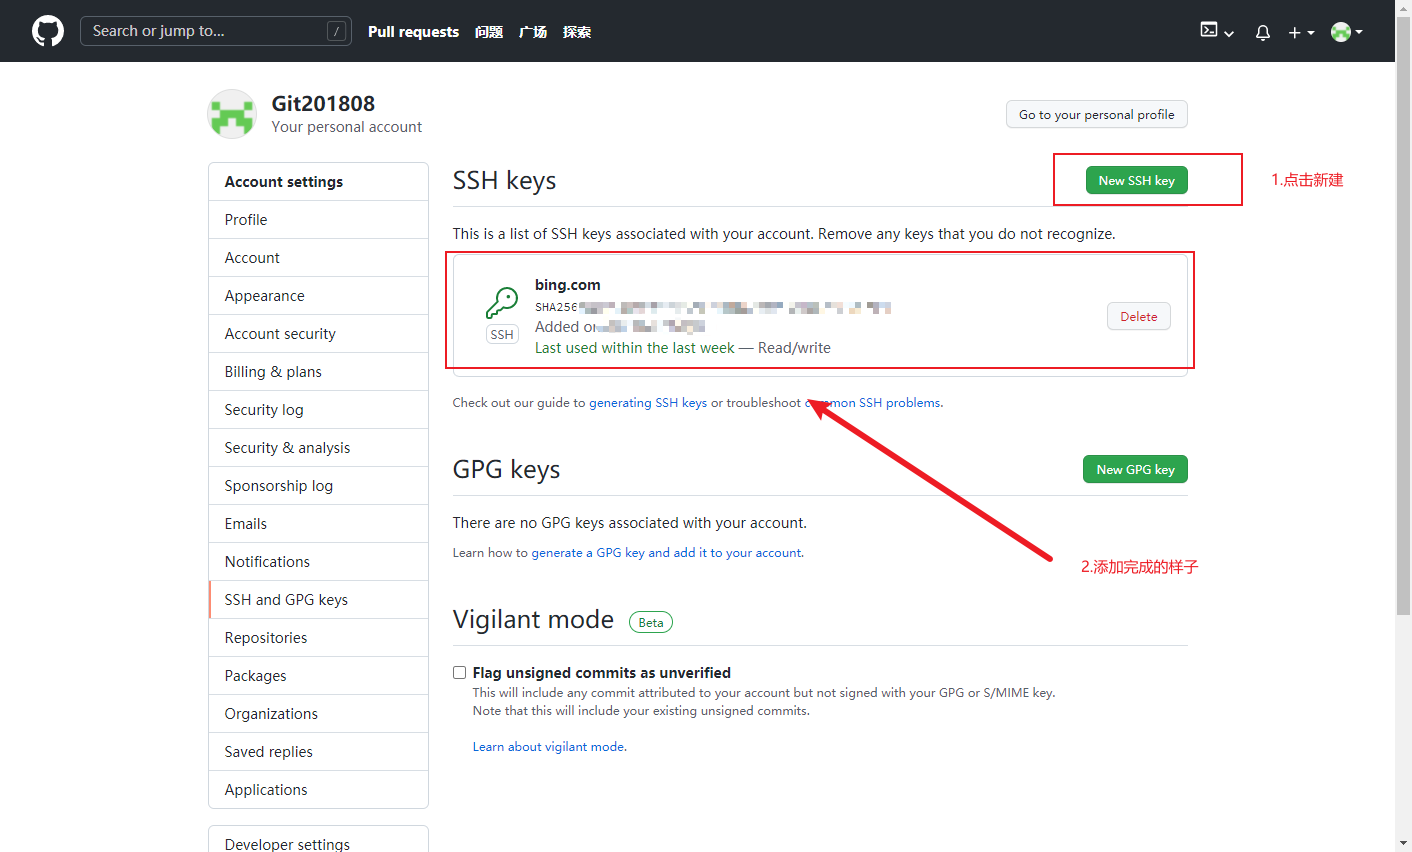 Search or jump to...
/
Pull requests 问题 广场 探索
Git201808
Your personal account
Go to your personal profile
Account settings
Profile
Account
Appearance
Account security
Billing & plans
Security log
Security & analysis
Sponsorship log
Emails
Notifications
SSH and GPG keys
Repositories
Packages
Organizations
Saved replies
Applications
Developer settings
SSH keys
New SSH key
1.点击新建
This is a list of SSH keys associated with your account. Remove any keys that you do not recognize.
bing.com
SHA256
SSH
Added
Last used within the last week — Read/write
Delete
Check out our guide to generating SSH keys or troubleshoot common SSH problems.
GPG keys
New GPG key
There are no GPG keys associated with your account.
Learn how to generate a GPG key and add it to your account.
2.添加完成的样子
Vigilant mode
Beta
Flag unsigned commits as unverified
This will include any commit attributed to your account but not signed with your GPG or S/MIME key.
Note that this will include your existing unsigned commits.
Learn about vigilant mode.